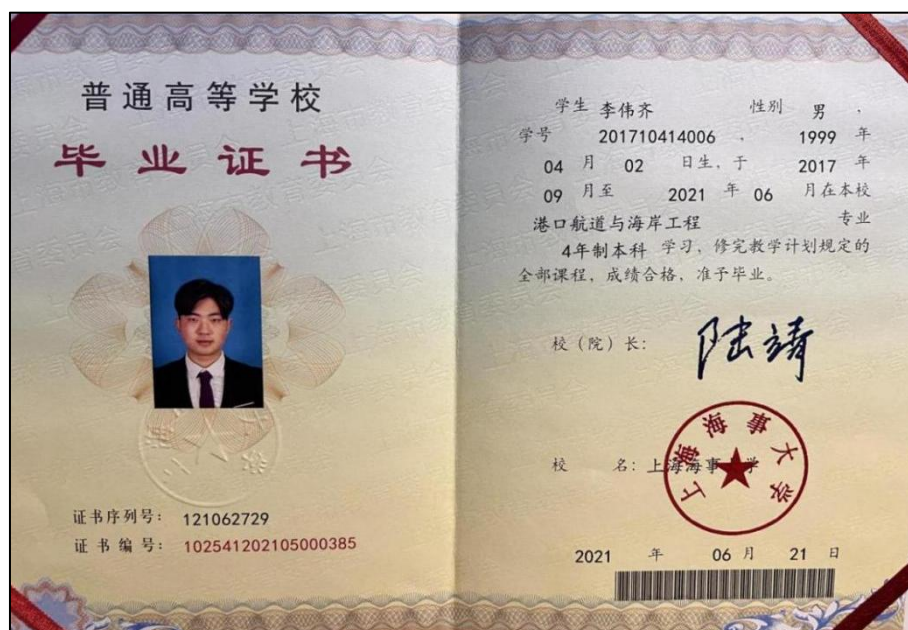 普通高等学校
毕业证书
证书序列号: 121062729
证书编号: 102541202105000385
学生 李伟齐 性别 男 ,
学号 201710414006 , 1999 年
04 月 02 日生, 于 2017 年
09 月至 2021 年 06 月在本校
港口航道与海岸工程 专业
4年制本科 学习, 修完教学计划规定的
全部课程, 成绩合格, 准予毕业。
校(院)长: 陆靖
校 名: 上海海事大学
上海海事大学
2021 年 06 月 21 日